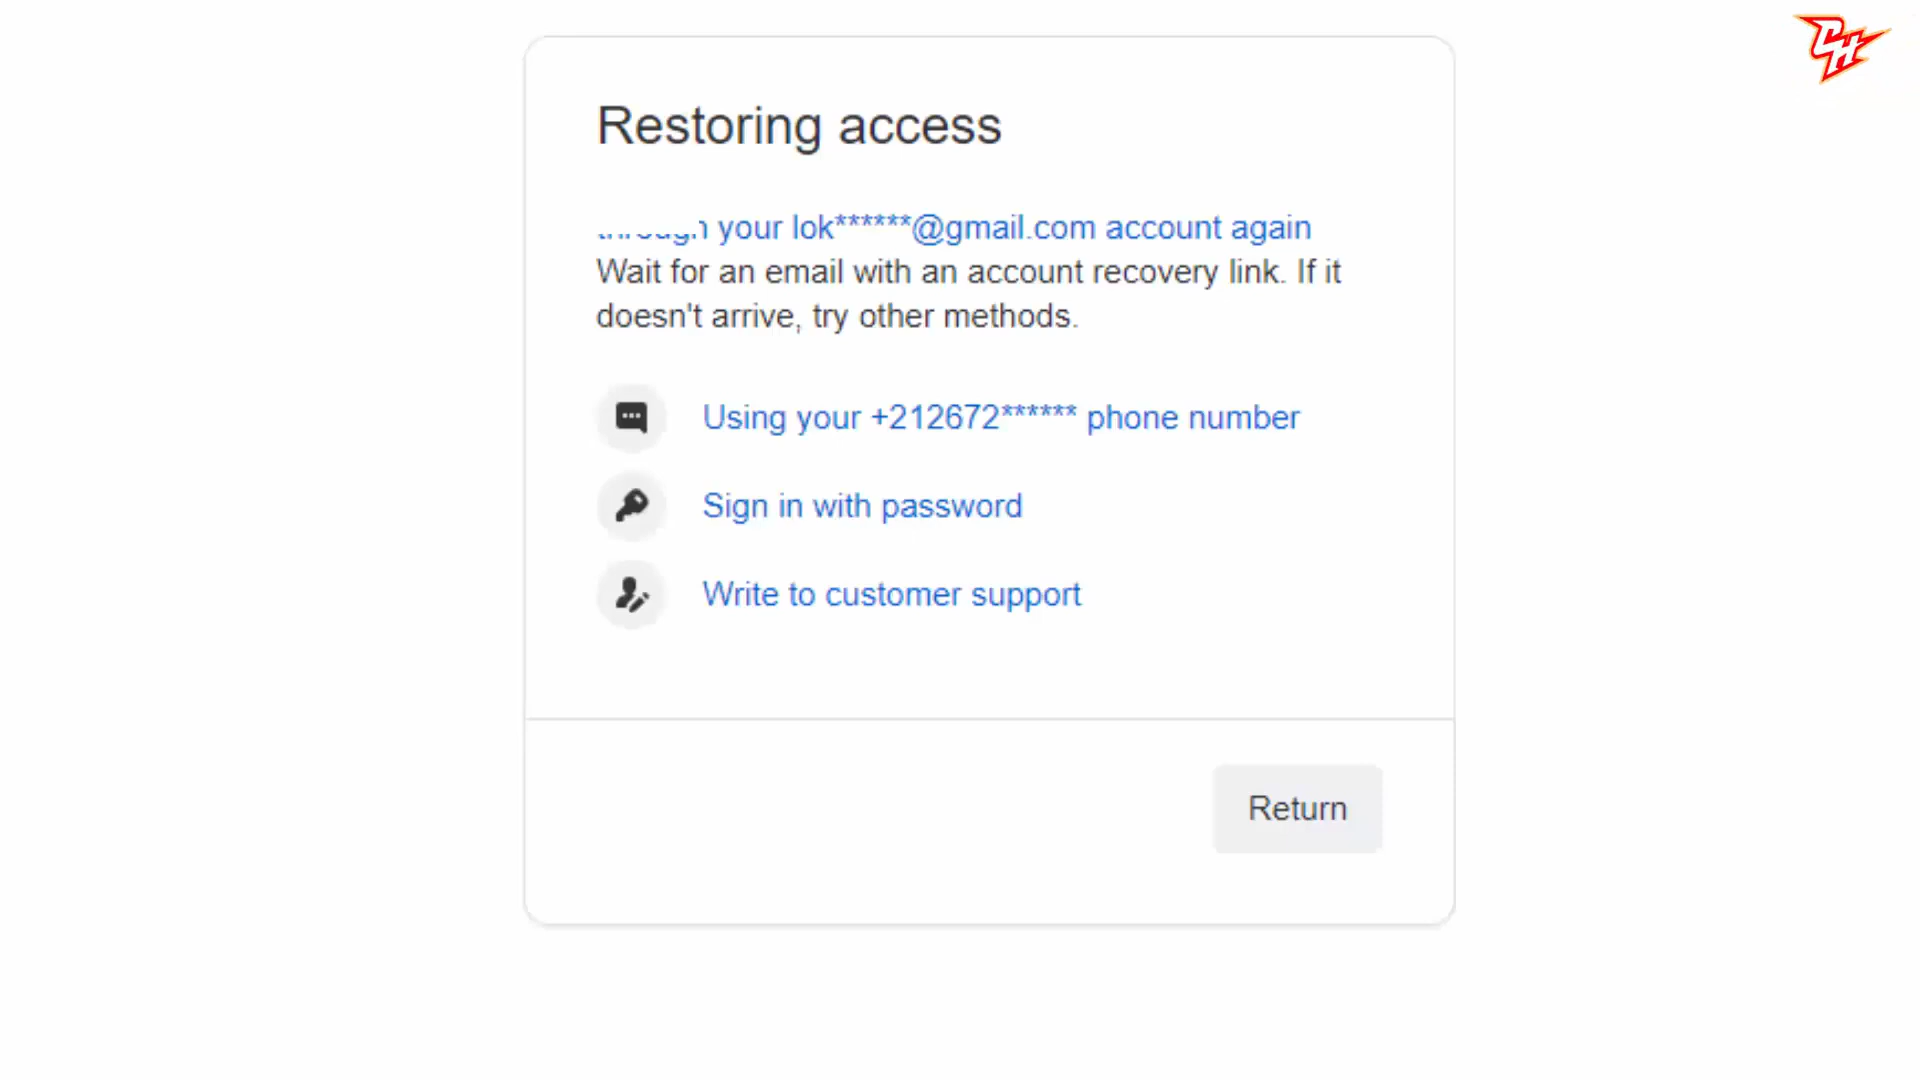 Restoring access
your lok******@gmail.com account again
Wait for an email with an account recovery link. If it
doesn't arrive, try other methods.
Using your +212672****** phone number
Sign in with password
Write to customer support
Return
GH